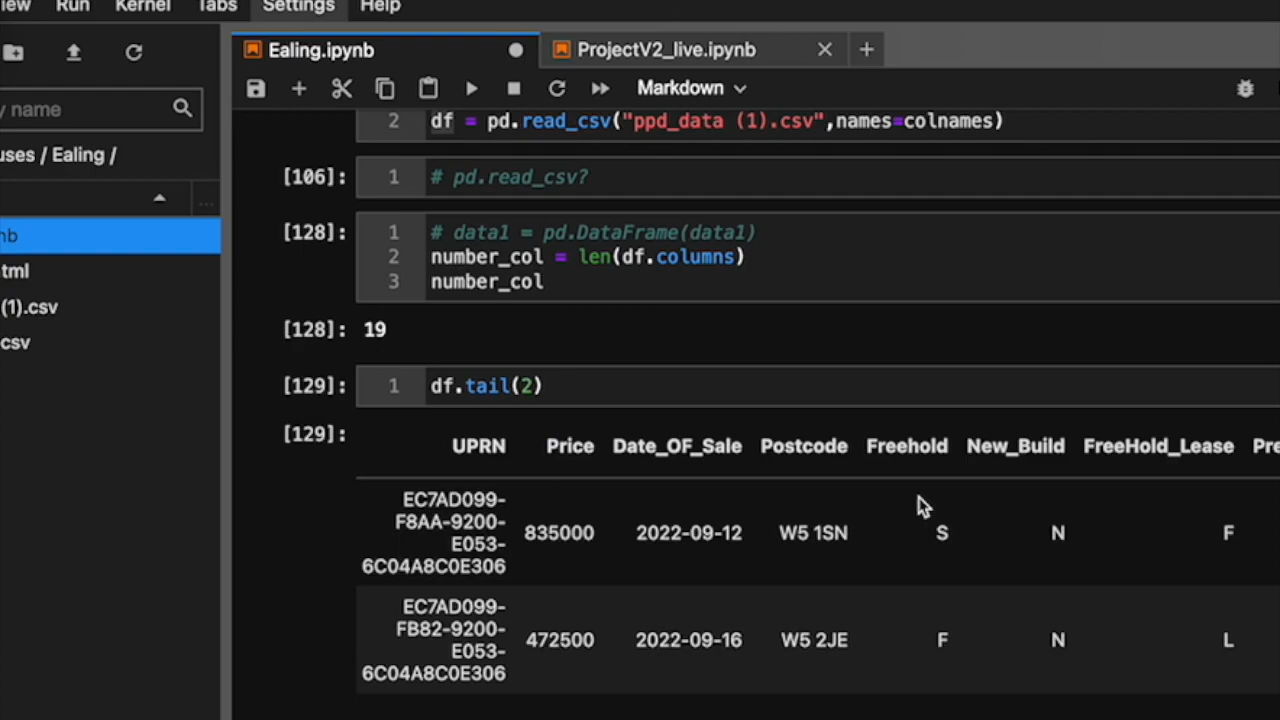 iew Run Kernel Tabs Settings Help
Ealing.ipynb ProjectV2_live.ipynb
Markdown
y name
uses / Ealing /
nb
tml
(1).csv
csv
2 df = pd.read_csv("ppd_data (1).csv",names=colnames)
[106]: 1 # pd.read_csv?
[128]: 1 # data1 = pd.DataFrame(data1)
2 number_col = len(df.columns)
3 number_col
[128]: 19
[129]: 1 df.tail(2)
[129]:
UPRN Price Date_OF_Sale Postcode Freehold New_Build FreeHold_Lease Pre
EC7AD099-
F8AA-9200-
E053-
6C04A8C0E306
835000 2022-09-12 W5 1SN S N F
EC7AD099-
FB82-9200-
E053-
6C04A8C0E306
472500 2022-09-16 W5 2JE F N L